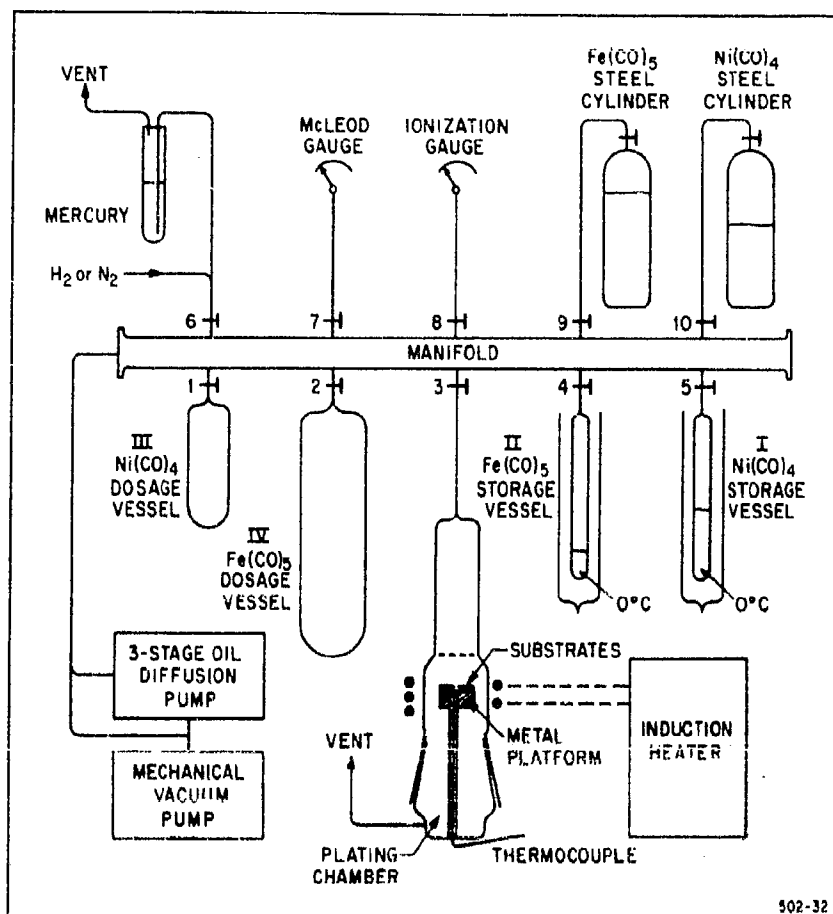 VENT
MERCURY
H2 or N2
McLEOD
GAUGE
IONIZATION
GAUGE
Fe(CO)5
STEEL
CYLINDER
Ni(CO)4
STEEL
CYLINDER
6
7
8
9
10
MANIFOLD
1
2
3
4
5
III
Ni(CO)4
DOSAGE
VESSEL
IV
Fe(CO)5
DOSAGE
VESSEL
II
Fe(CO)5
STORAGE
VESSEL
I
Ni(CO)4
STORAGE
VESSEL
0°C
0°C
3-STAGE OIL
DIFFUSION
PUMP
MECHANICAL
VACUUM
PUMP
SUBSTRATES
METAL
PLATFORM
VENT
PLATING
CHAMBER
THERMOCOUPLE
INDUCTION
HEATER
502-32